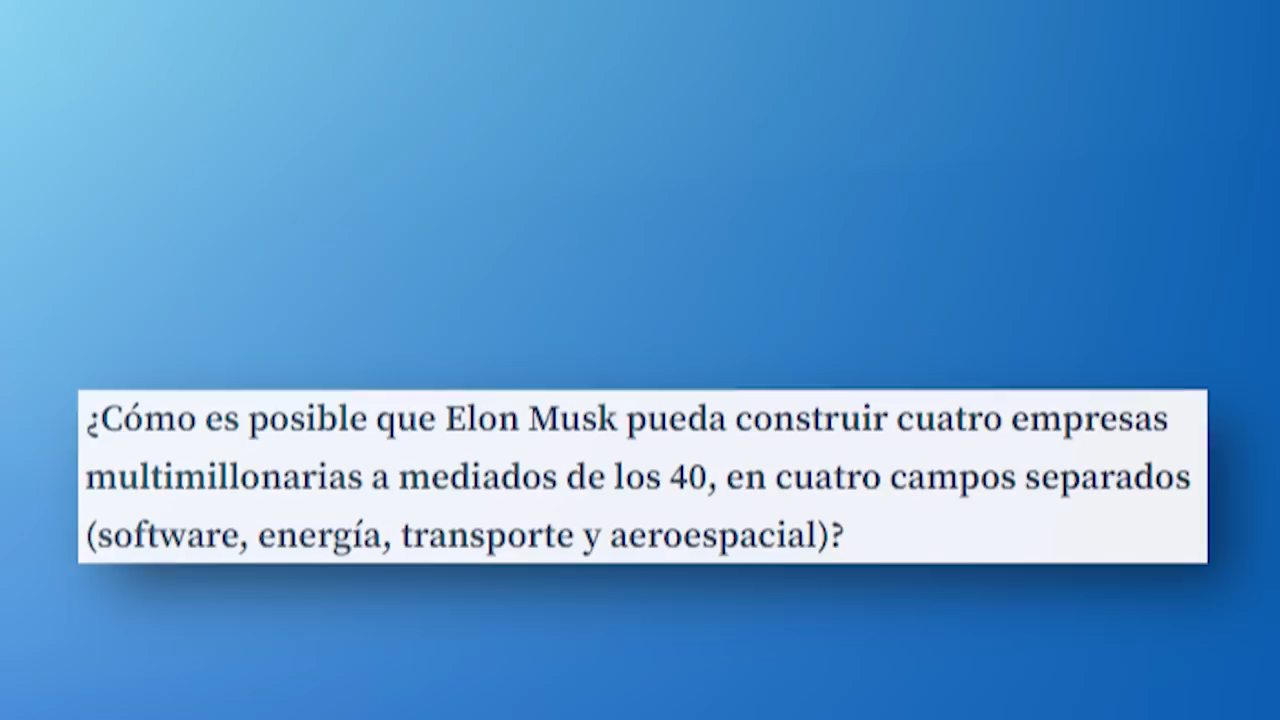 ¿Cómo es posible que Elon Musk pueda construir cuatro empresas
multimillonarias a mediados de los 40, en cuatro campos separados
(software, energía, transporte y aeroespacial)?